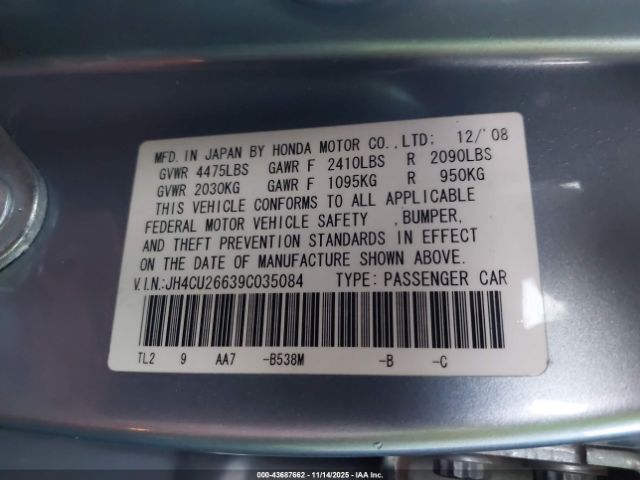 MFD. IN JAPAN BY HONDA MOTOR CO.,LTD: 12/'08
GVWR 4475LBS GAWR F 2410LBS R 2090LBS
GVWR 2030KG GAWR F 1095KG R 950KG
THIS VEHICLE CONFORMS TO ALL APPLICABLE
FEDERAL MOTOR VEHICLE SAFETY ,BUMPER,
AND THEFT PREVENTION STANDARDS IN EFFECT
ON THE DATE OF MANUFACTURE SHOWN ABOVE.
V.I.N:JH4CU26639C035084 TYPE: PASSENGER CAR
TL2 9 AA7 -B538M -B -C
000-43687662 - 11/14/2025 - IAA Inc.